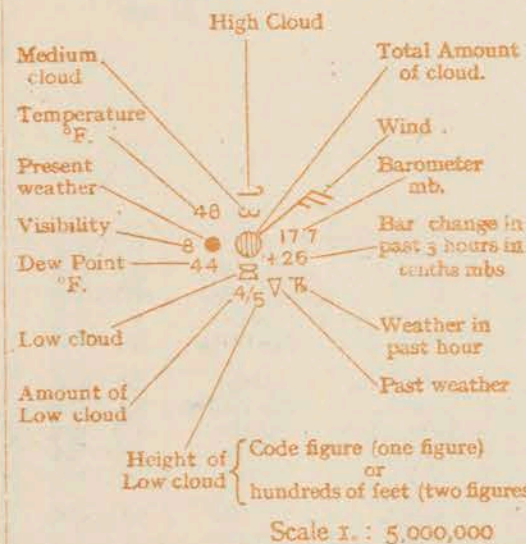 High Cloud
Medium
cloud
Total Amount
of cloud.
Temperature
°F.
Wind
Present
weather
Barometer
mb.
48
Visibility
8
177
Bar change in
past 3 hours in
tenths mbs
+26
Dew Point
°F.
44
4/5
Low cloud
Weather in
past hour
Amount of
Low cloud
Past weather
Height of
Low cloud
Code figure (one figure)
or
hundreds of feet (two figures
Scale 1. : 5,000,000